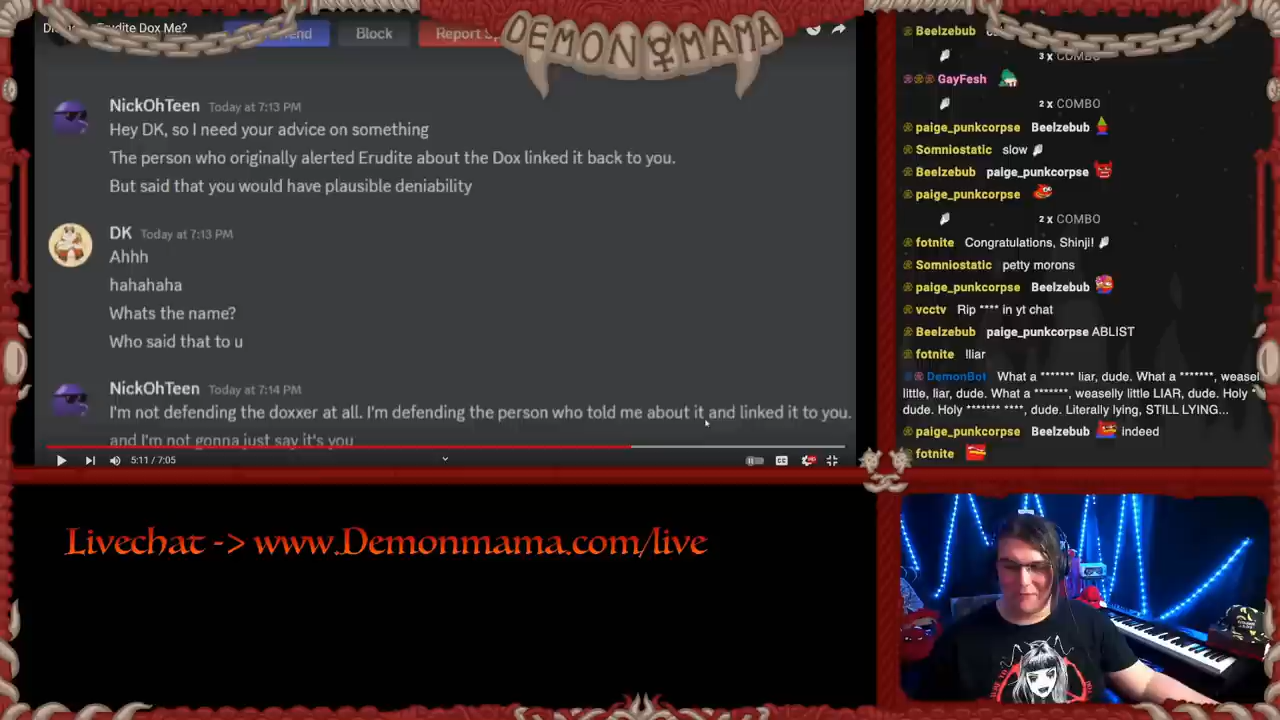 Erudite Dox Me?
Block
Report
DEMON MAMA
NickOhTeen Today at 7:13 PM
Hey DK, so I need your advice on something
The person who originally alerted Erudite about the Dox linked it back to you.
But said that you would have plausible deniability
DK Today at 7:13 PM
Ahhh
hahahaha
Whats the name?
Who said that to u
NickOhTeen Today at 7:14 PM
I'm not defending the doxxer at all. I'm defending the person who told me about it and linked it to you.
and I'm not gonna just say it's you
5:11 / 7:05
Beelzebub
3 x COMBO
GayFesh
2 x COMBO
paige_punkcorpse Beelzebub
Somniostatic slow
Beelzebub paige_punkcorpse
paige_punkcorpse
2 x COMBO
fotnite Congratulations, Shinji!
Somniostatic petty morons
paige_punkcorpse Beelzebub
vcctv Rip **** in yt chat
Beelzebub paige_punkcorpse ABLIST
fotnite !liar
DemonBot What a ******* liar, dude. What a *******, weasel
little, liar, dude. What a *******, weaselly little LIAR, dude. Holy *
dude. Holy ******* ****, dude. Literally lying, STILL LYING...
paige_punkcorpse Beelzebub indeed
fotnite
Livechat -> www.Demonmama.com/live